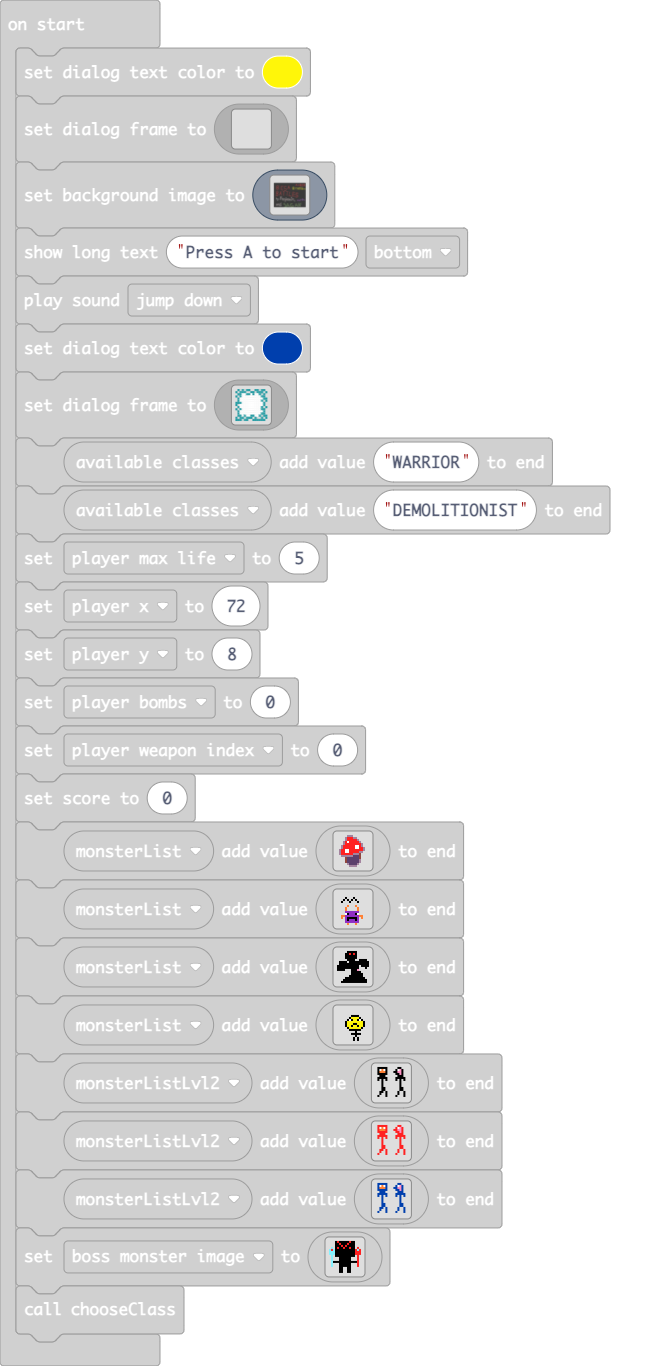 on start
set dialog text color to
set dialog frame to
set background image to
show long text "Press A to start" bottom
play sound jump down
set dialog text color to
set dialog frame to
available classes add value "WARRIOR" to end
available classes add value "DEMOLITIONIST" to end
set player max life to 5
set player x to 72
set player y to 8
set player bombs to 0
set player weapon index to 0
set score to 0
monsterList add value to end
monsterList add value to end
monsterList add value to end
monsterList add value to end
monsterListLvl2 add value to end
monsterListLvl2 add value to end
monsterListLvl2 add value to end
set boss monster image to
call chooseClass